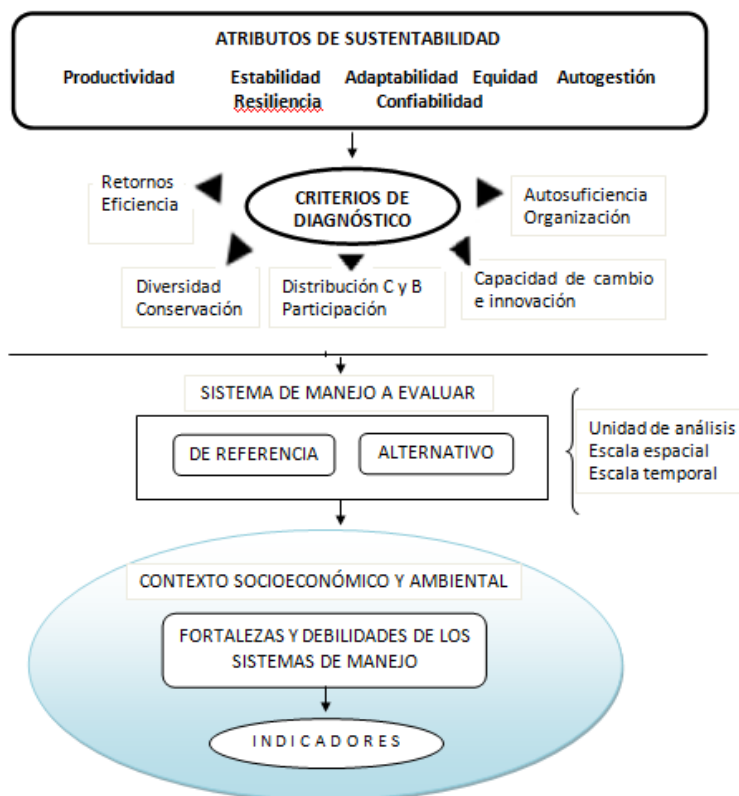 ATRIBUTOS DE SUSTENTABILIDAD
Productividad Estabilidad Adaptabilidad Equidad Autogestión
Resiliencia Confiabilidad
Retornos
Eficiencia
CRITERIOS DE
DIAGNÓSTICO
Autosuficiencia
Organización
Diversidad
Conservación
Distribución C y B
Participación
Capacidad de cambio
e innovación
SISTEMA DE MANEJO A EVALUAR
DE REFERENCIA
ALTERNATIVO
Unidad de análisis
Escala espacial
Escala temporal
CONTEXTO SOCIOECONÓMICO Y AMBIENTAL
FORTALEZAS Y DEBILIDADES DE LOS
SISTEMAS DE MANEJO
I N D I C A D O R E S